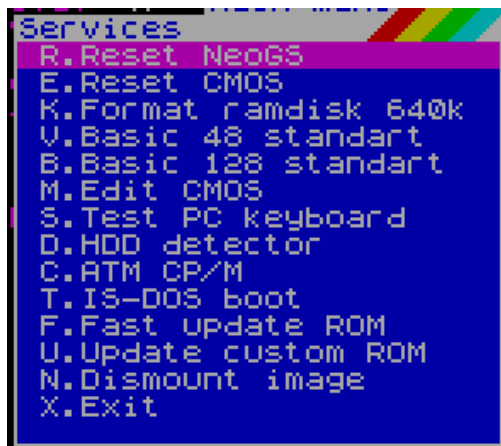 Services
R.Reset NeoGS
E.Reset CMOS
K.Format ramdisk 640k
V.Basic 48 standart
B.Basic 128 standart
M.Edit CMOS
S.Test PC keyboard
D.HDD detector
C.ATM CP/M
T.IS-DOS boot
F.Fast update ROM
U.Update custom ROM
N.Dismount image
X.Exit